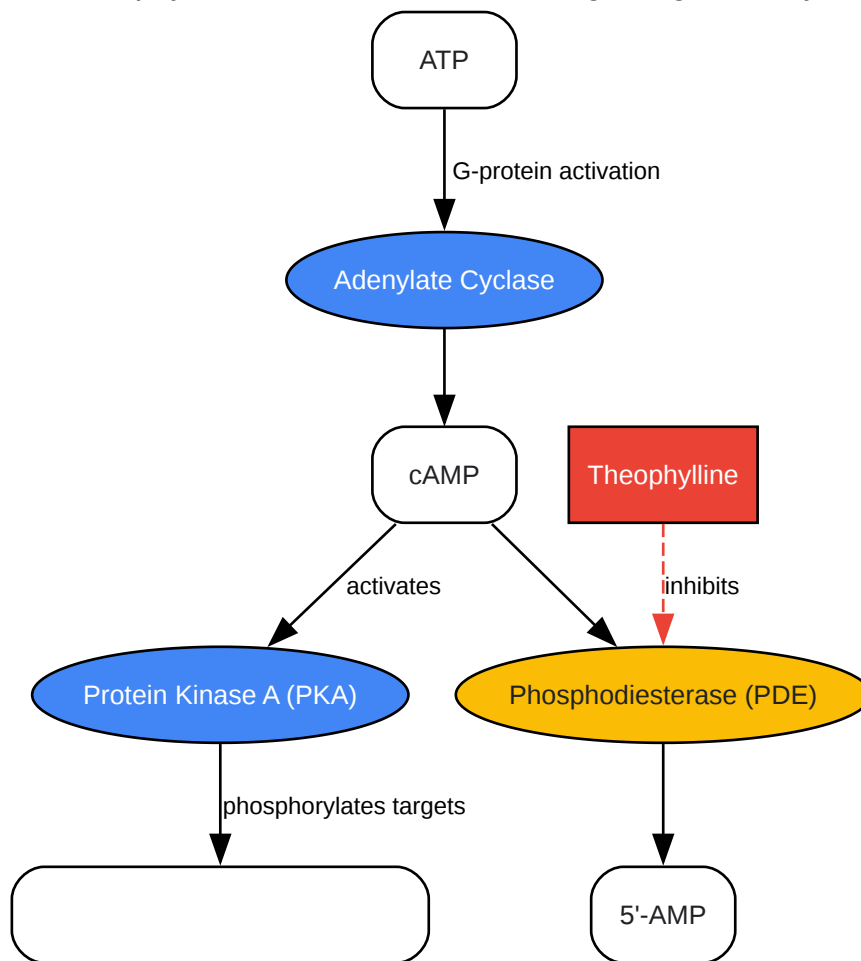 ATP
G-protein activation
Adenylate Cyclase
cAMP
Theophylline
activates
inhibits
Protein Kinase A (PKA)
Phosphodiesterase (PDE)
phosphorylates targets
5'-AMP